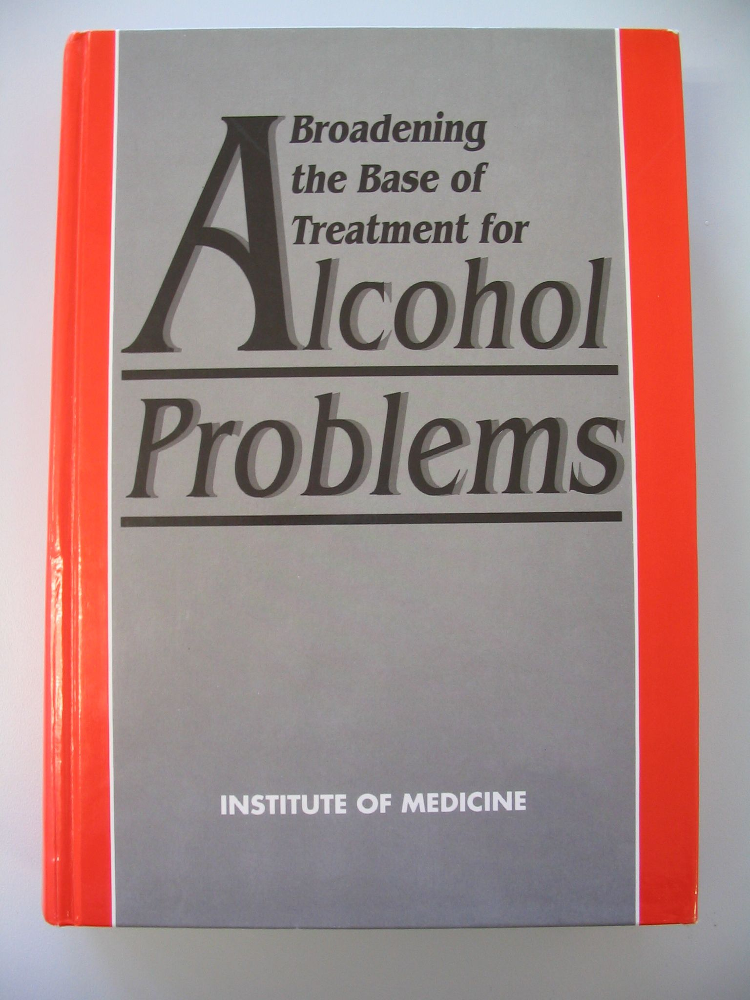 Broadening
the Base of
Treatment for
Alcohol
Problems
INSTITUTE OF MEDICINE